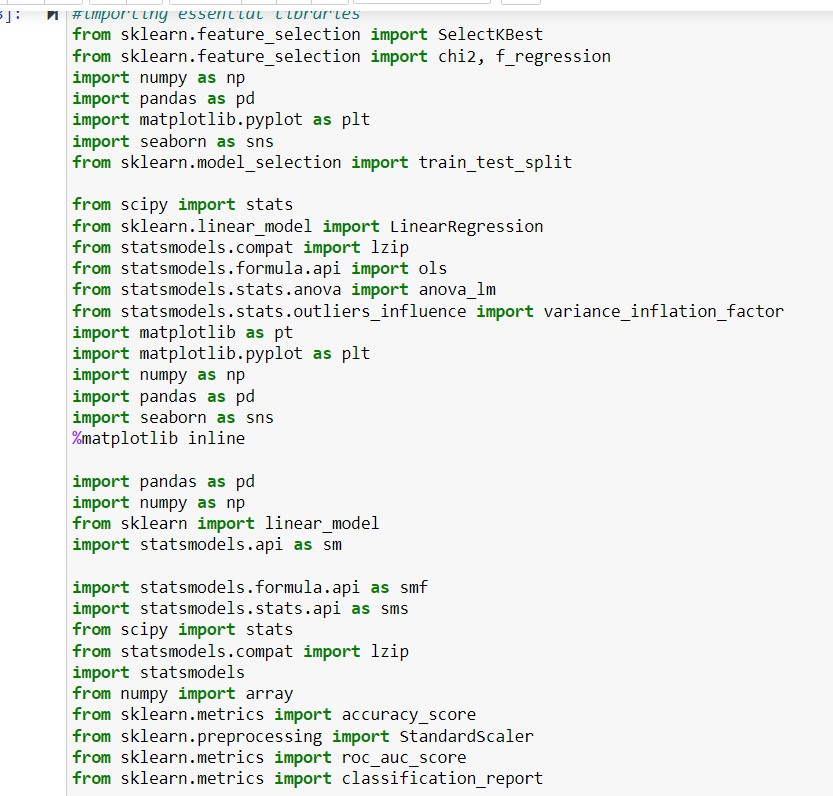 ]:
#importing essential libraries
from sklearn.feature_selection import SelectKBest
from sklearn.feature_selection import chi2, f_regression
import numpy as np
import pandas as pd
import matplotlib.pyplot as plt
import seaborn as sns
from sklearn.model_selection import train_test_split
from scipy import stats
from sklearn.linear_model import LinearRegression
from statsmodels.compat import lzip
from statsmodels.formula.api import ols
from statsmodels.stats.anova import anova_lm
from statsmodels.stats.outliers_influence import variance_inflation_factor
import matplotlib as pt
import matplotlib.pyplot as plt
import numpy as np
import pandas as pd
import seaborn as sns
%matplotlib inline
import pandas as pd
import numpy as np
from sklearn import linear_model
import statsmodels.api as sm
import statsmodels.formula.api as smf
import statsmodels.stats.api as sms
from scipy import stats
from statsmodels.compat import lzip
import statsmodels
from numpy import array
from sklearn.metrics import accuracy_score
from sklearn.preprocessing import StandardScaler
from sklearn.metrics import roc_auc_score
from sklearn.metrics import classification_report